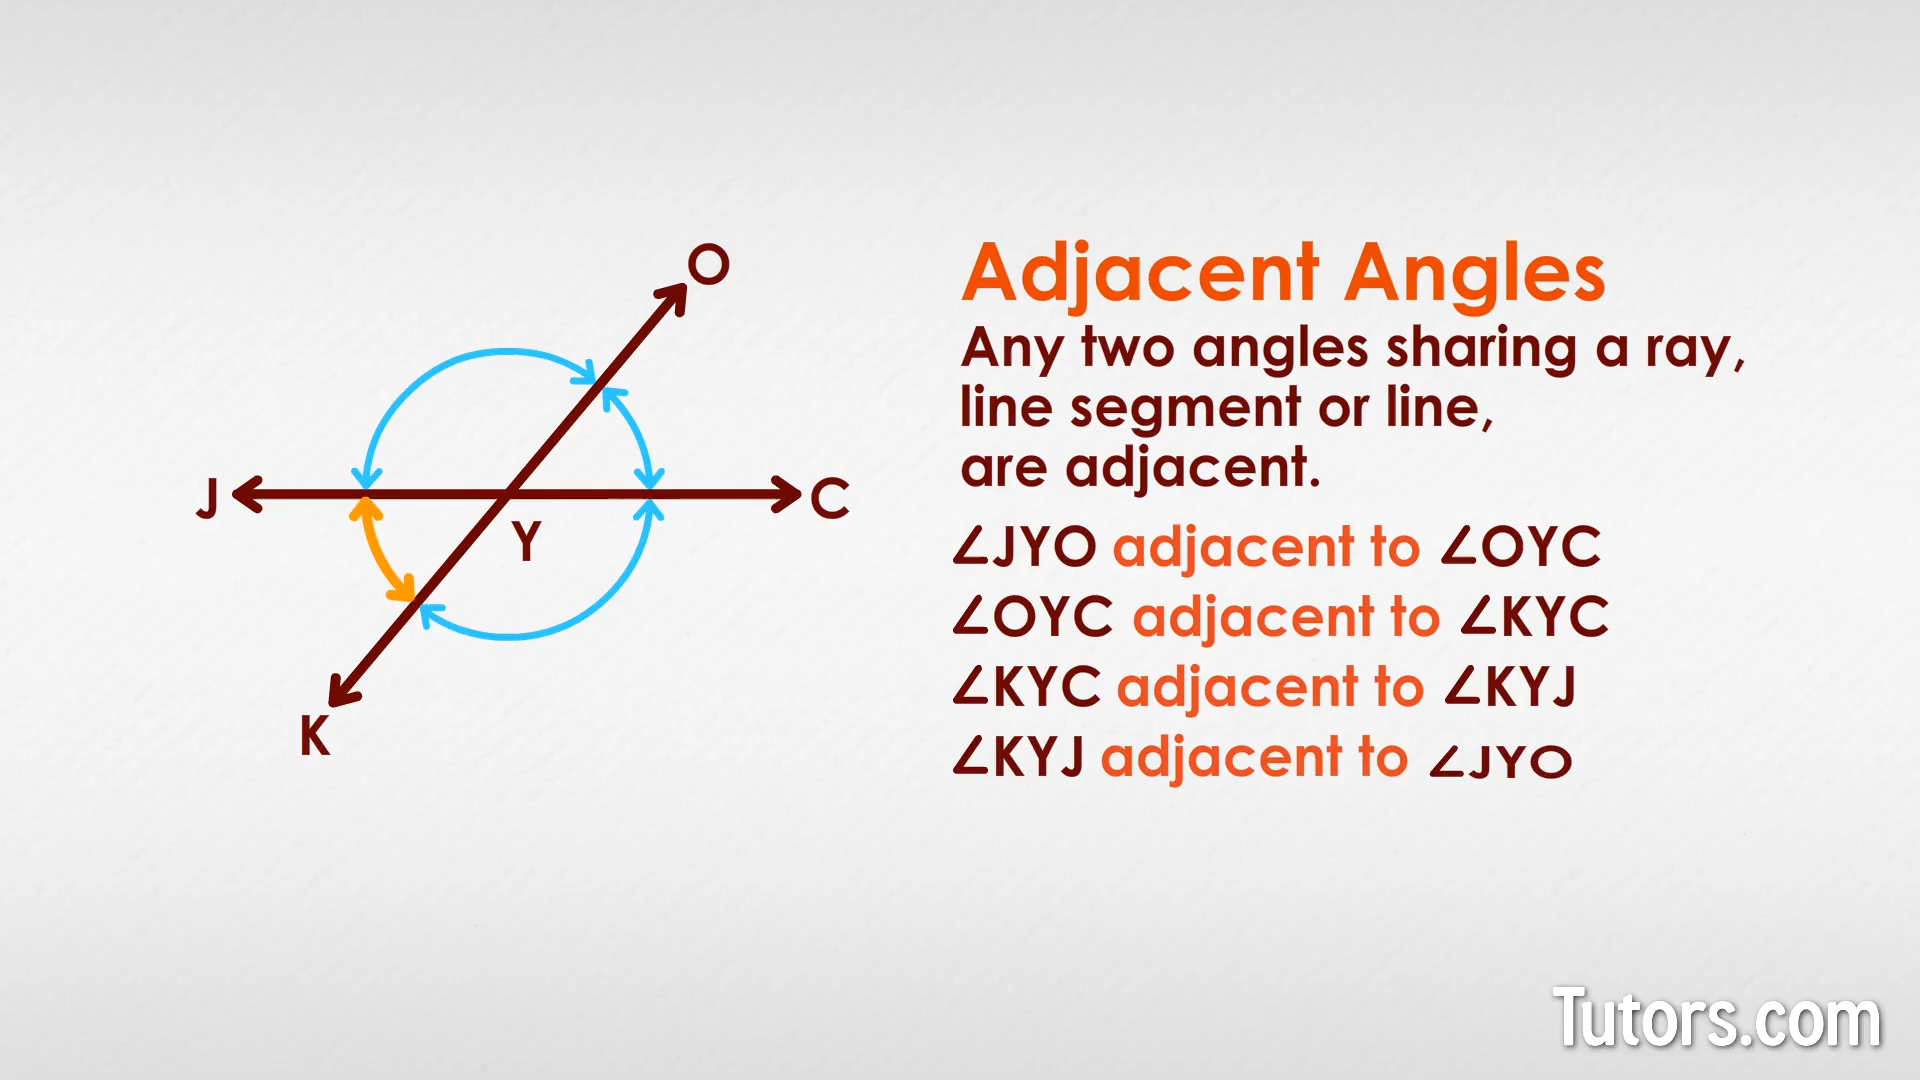 O
J
C
Y
K
Adjacent Angles
Any two angles sharing a ray,
line segment or line,
are adjacent.
∠JYO adjacent to ∠OYC
∠OYC adjacent to ∠KYC
∠KYC adjacent to ∠KYJ
∠KYJ adjacent to ∠JYO
Tutors.com